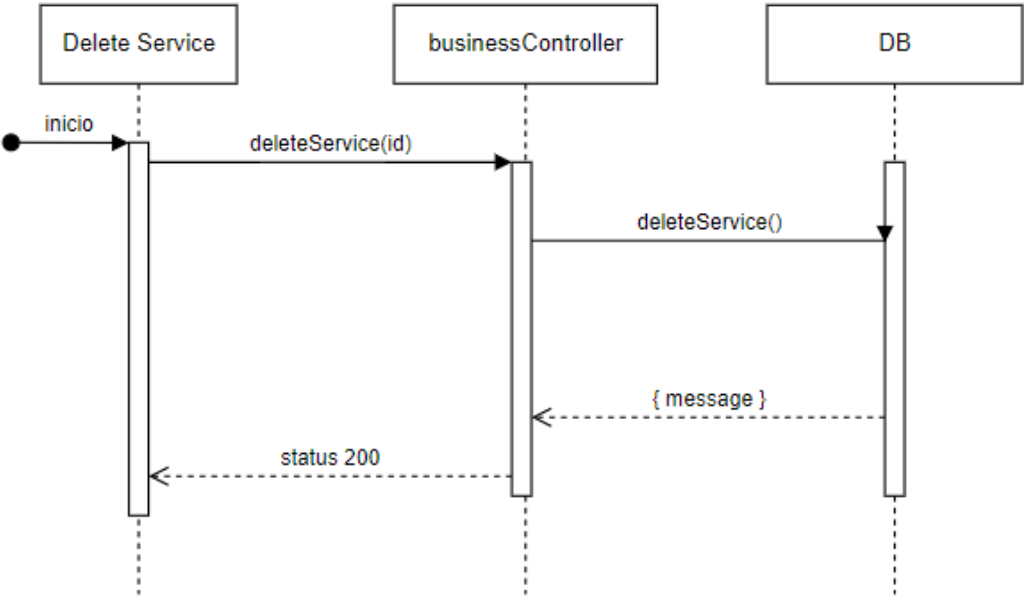 Delete Service
businessController
DB
inicio
deleteService(id)
deleteService()
{ message }
status 200